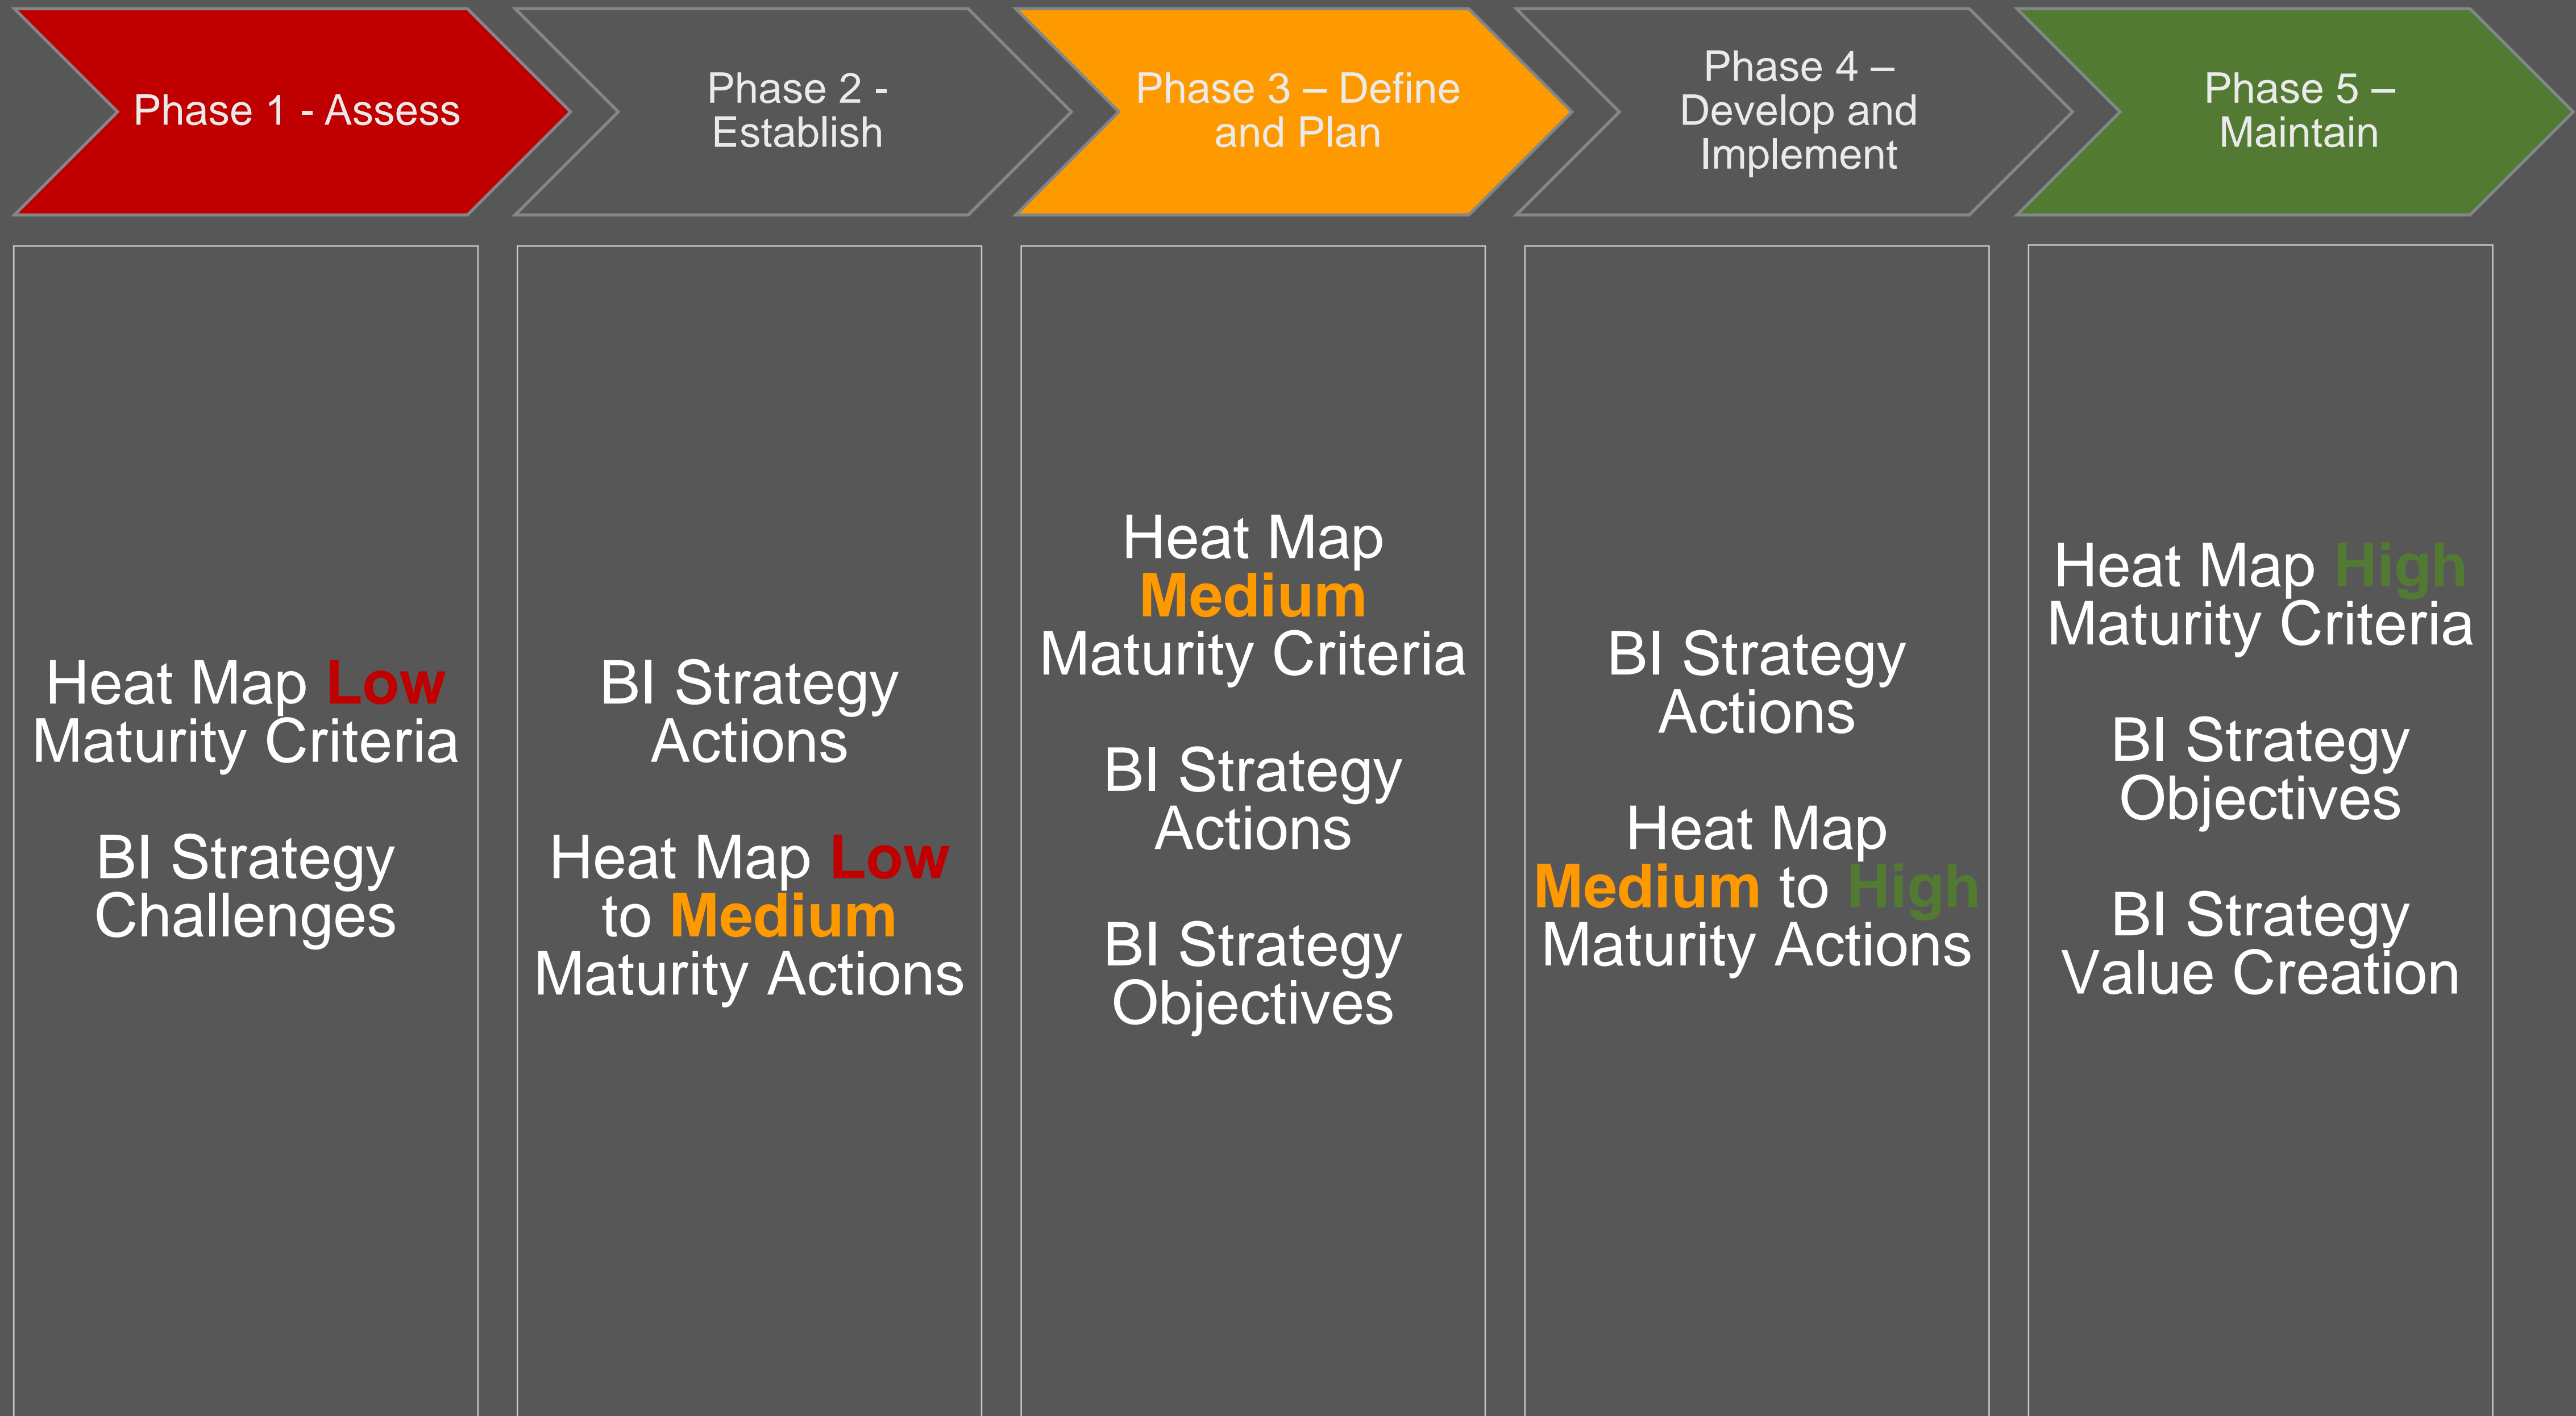 Phase 1 - Assess
Phase 2 -
Establish
Phase 3 – Define
and Plan
Phase 4 –
Develop and
Implement
Phase 5 –
Maintain
Heat Map Low
Maturity Criteria
BI Strategy
Challenges
BI Strategy
Actions
Heat Map Low
to Medium
Maturity Actions
Heat Map
Medium
Maturity Criteria
BI Strategy
Actions
BI Strategy
Objectives
BI Strategy
Actions
Heat Map
Medium to High
Maturity Actions
Heat Map High
Maturity Criteria
BI Strategy
Objectives
BI Strategy
Value Creation